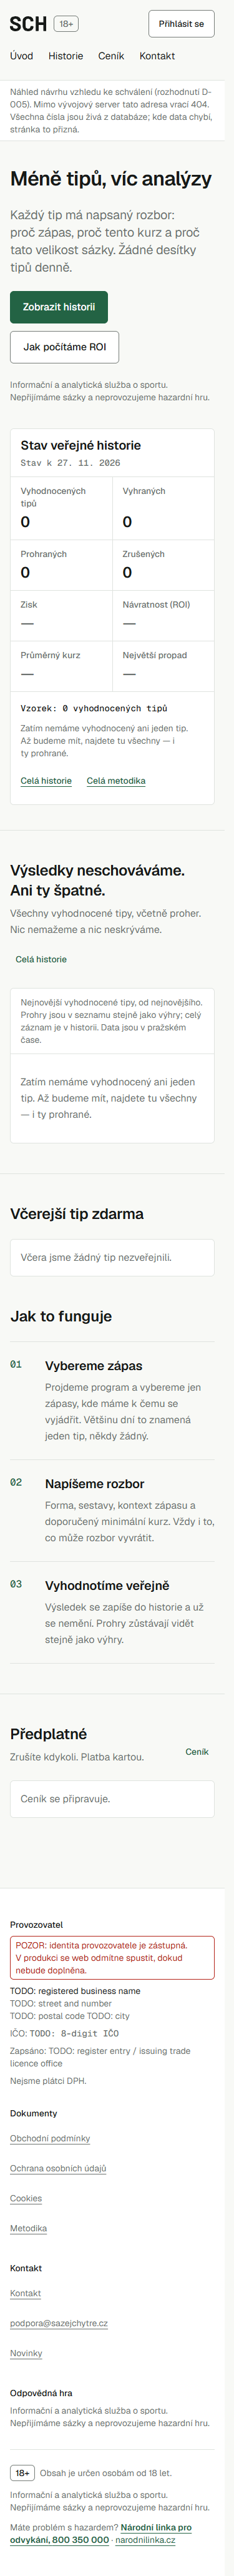 SCH 18+ Přihlásit se
Úvod Historie Ceník Kontakt
Náhled návrhu vzhledu ke schválení (rozhodnutí D-
005). Mimo vývojový server tato adresa vrací 404.
Všechna čísla jsou živá z databáze; kde data chybí,
stránka to přizná.
Méně tipů, víc analýzy
Každý tip má napsaný rozbor:
proč zápas, proč tento kurz a proč
tato velikost sázky. Žádné desítky
tipů denně.
Zobrazit historii
Jak počítáme ROI
Informační a analytická služba o sportu.
Nepřijímáme sázky a neprovozujeme hazardní hru.
Stav veřejné historie
Stav k 27. 11. 2026
Vyhodnocených
tipů
0
Vyhraných
0
Prohraných
0
Zrušených
0
Zisk
—
Návratnost (ROI)
—
Průměrný kurz
—
Největší propad
—
Vzorek: 0 vyhodnocených tipů
Zatím nemáme vyhodnocený ani jeden tip.
Až budeme mít, najdete tu všechny — i
ty prohrané.
Celá historie Celá metodika
Výsledky neschováváme.
Ani ty špatné.
Všechny vyhodnocené tipy, včetně proher.
Nic nemažeme a nic neskrýváme.
Celá historie
Nejnovější vyhodnocené tipy, od nejnovějšího.
Prohry jsou v seznamu stejně jako výhry; celý
záznam je v historii. Data jsou v pražském
čase.
Zatím nemáme vyhodnocený ani jeden
tip. Až budeme mít, najdete tu všechny
— i ty prohrané.
Včerejší tip zdarma
Včera jsme žádný tip nezveřejnili.
Jak to funguje
01 Vybereme zápas
Projdeme program a vybereme jen
zápasy, kde máme k čemu se
vyjádřit. Většinu dní to znamená
jeden tip, někdy žádný.
02 Napíšeme rozbor
Forma, sestavy, kontext zápasu a
doporučený minimální kurz. Vždy i to,
co může rozbor vyvrátit.
03 Vyhodnotíme veřejně
Výsledek se zapíše do historie a už
se nemění. Prohry zůstávají vidět
stejně jako výhry.
Předplatné
Zrušíte kdykoli. Platba kartou.
Ceník
Ceník se připravuje.
Provozovatel
POZOR: identita provozovatele je zástupná.
V produkci se web odmítne spustit, dokud
nebude doplněna.
TODO: registered business name
TODO: street and number
TODO: postal code TODO: city
IČO: TODO: 8-digit IČO
Zapsáno: TODO: register entry / issuing trade
licence office
Nejsme plátci DPH.
Dokumenty
Obchodní podmínky
Ochrana osobních údajů
Cookies
Metodika
Kontakt
Kontakt
podpora@sazejchytre.cz
Novinky
Odpovědná hra
Informační a analytická služba o sportu.
Nepřijímáme sázky a neprovozujeme hazardní hru.
18+ Obsah je určen osobám od 18 let.
Informační a analytická služba o sportu.
Nepřijímáme sázky a neprovozujeme hazardní hru.
Máte problém s hazardem? Národní linka pro
odvykání, 800 350 000 · narodnilinka.cz